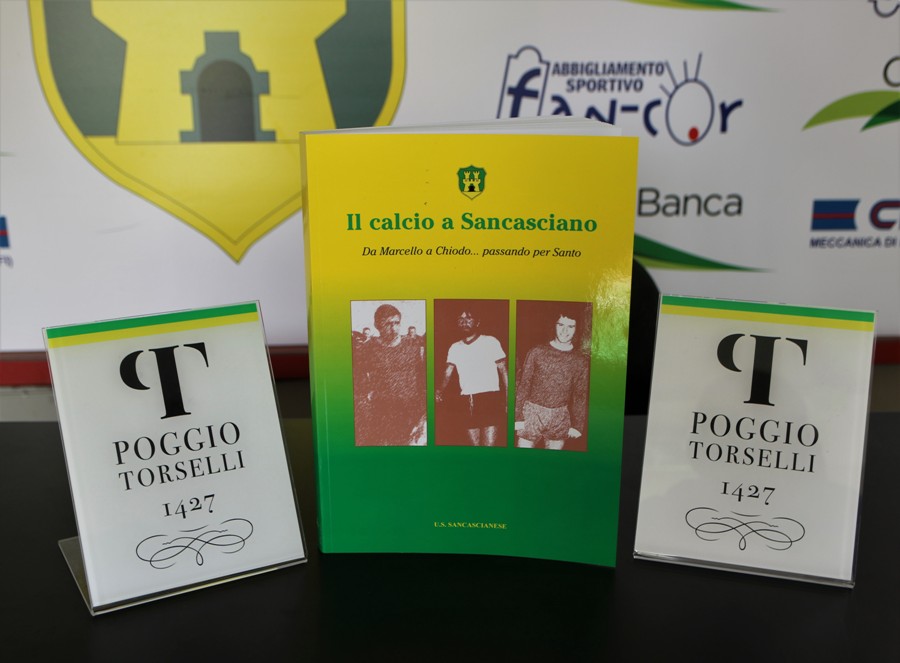 ABBIGLIAMENTO
SPORTIVO
fan-cor
Banca
MECCANICA DI
Il calcio a Sancasciano
Da Marcello a Chiodo... passando per Santo
U.S. SANCASCIANESE
POGGIO
TORSELLI
1427
POGGIO
TORSELLI
1427